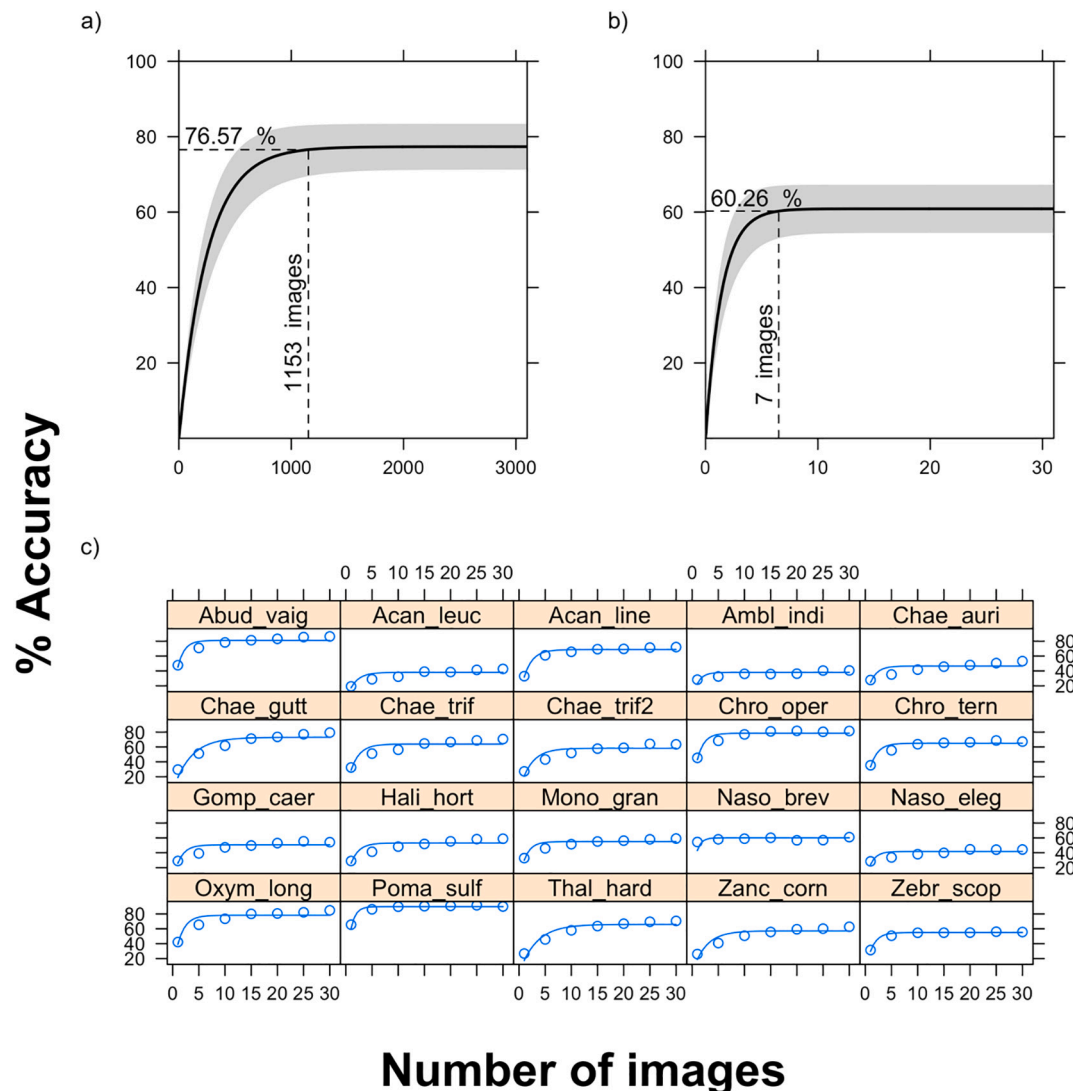 a)
b)
100
80
60
40
20
76.57 %
1153 images
0 1000 2000 3000
100
80
60
40
20
60.26 %
7 images
0 10 20 30
% Accuracy
c)
0 5 10 15 20 25 30
0 5 10 15 20 25 30
Abud_vaig Acan_leuc Acan_line Ambl_indi Chae_auri
80
40
20
Chae_gutt Chae_trif Chae_trif2 Chro_oper Chro_tern
80
60
40
20
Gomp_caer Hali_hort Mono_gran Naso_brev Naso_eleg
80
40
20
Oxym_long Poma_sulf Thal_hard Zanc_corn Zebr_scop
80
60
40
20
0 5 10 15 20 25 30
0 5 10 15 20 25 30
0 5 10 15 20 25 30
Number of images